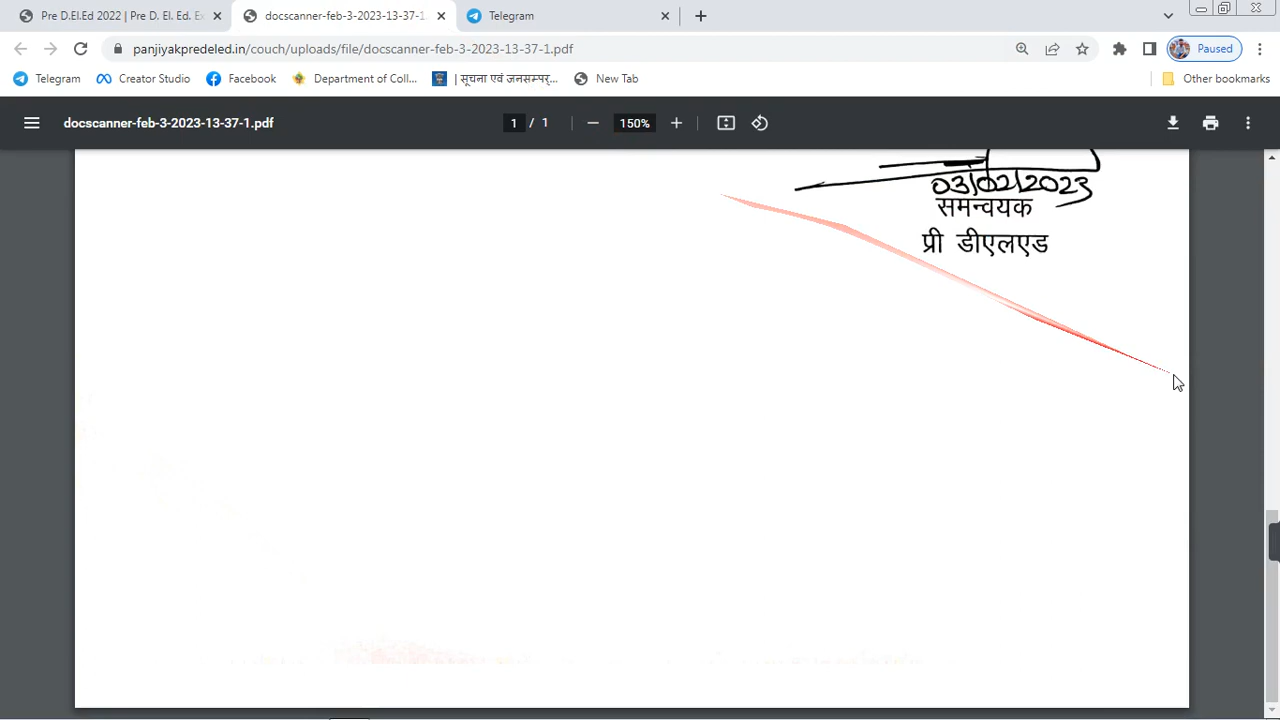 Pre D.El.Ed 2022 | Pre D. El. Ed. Ex
docscanner-feb-3-2023-13-37-1.
Telegram
panjiyakpredeled.in/couch/uploads/file/docscanner-feb-3-2023-13-37-1.pdf
Paused
Telegram
Creator Studio
Facebook
Department of Coll...
| सूचना एवं जनसम्पर्...
New Tab
Other bookmarks
docscanner-feb-3-2023-13-37-1.pdf
1 / 1
150%
03/02/2023
समन्वयक
प्री डीएलएड